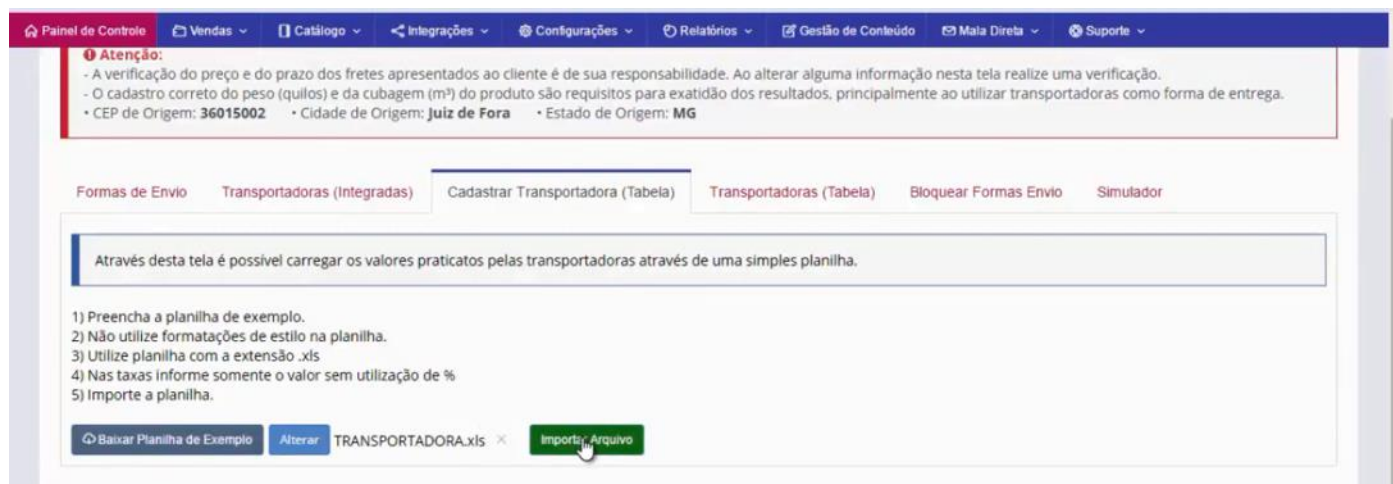 Painel de Controle Vendas Catálogo Integrações Configurações Relatórios Gestão de Conteúdo Mala Direta Suporte
Atenção:
- A verificação do preço e do prazo dos fretes apresentados ao cliente é de sua responsabilidade. Ao alterar alguma informação nesta tela realize uma verificação.
- O cadastro correto do peso (quilos) e da cubagem (m³) do produto são requisitos para exatidão dos resultados, principalmente ao utilizar transportadoras como forma de entrega.
• CEP de Origem: 36015002 • Cidade de Origem: Juiz de Fora • Estado de Origem: MG
Formas de Envio Transportadoras (Integradas) Cadastrar Transportadora (Tabela) Transportadoras (Tabela) Bloquear Formas Envio Simulador
Através desta tela é possível carregar os valores praticatos pelas transportadoras através de uma simples planilha.
1) Preencha a planilha de exemplo.
2) Não utilize formatações de estilo na planilha.
3) Utilize planilha com a extensão .xls
4) Nas taxas informe somente o valor sem utilização de %
5) Importe a planilha.
Baixar Planilha de Exemplo Alterar TRANSPORTADORA.xls × Importar Arquivo